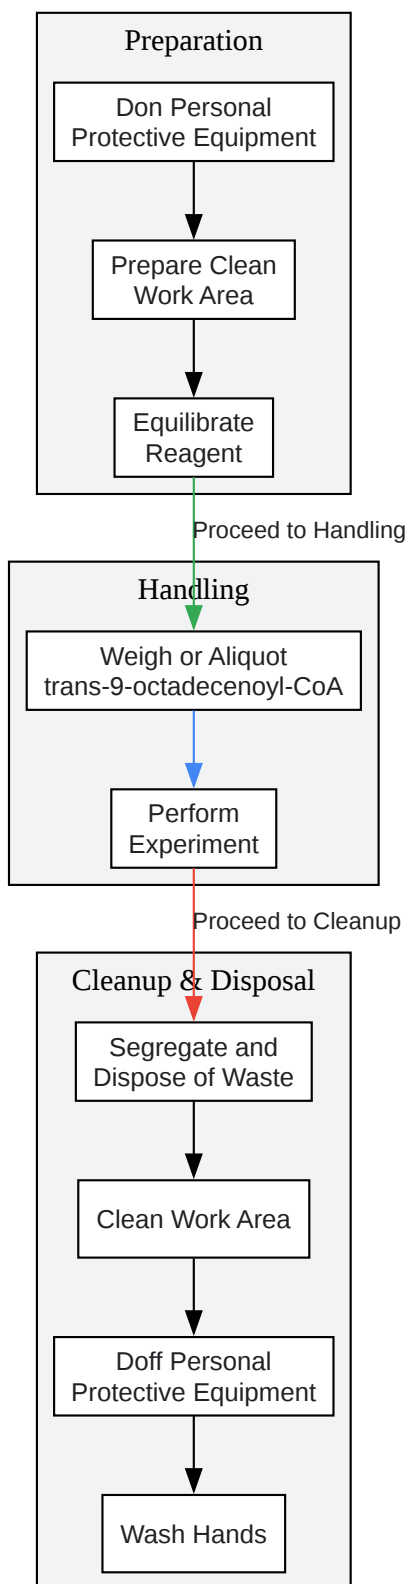 Preparation
Don Personal
Protective Equipment
Prepare Clean
Work Area
Equilibrate
Reagent
Proceed to Handling
Handling
Weigh or Aliquot
trans-9-octadecenoyl-CoA
Perform
Experiment
Proceed to Cleanup
Cleanup & Disposal
Segregate and
Dispose of Waste
Clean Work Area
Doff Personal
Protective Equipment
Wash Hands